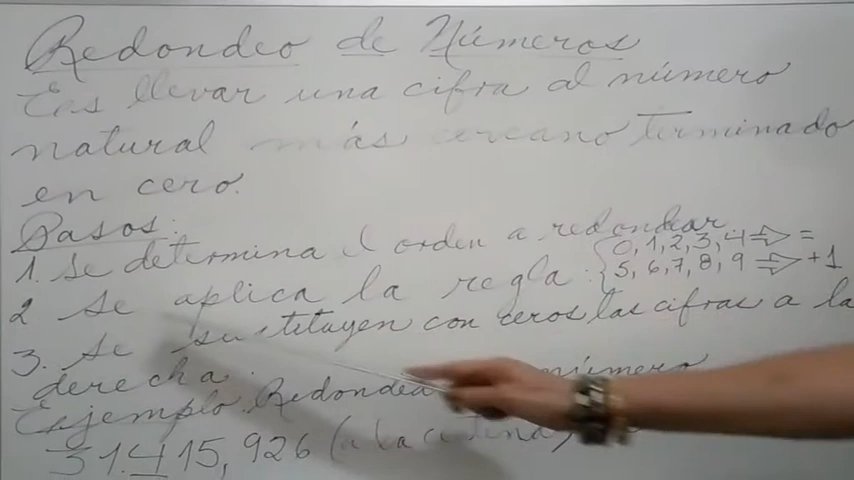 Redondeo de Números
Es llevar una cifra al número
natural más cercano terminado
en cero.
Pasos:
1. Se determina el orden a redondear.
2 Se aplica la regla: 0, 1, 2, 3, 4 ⇒ =
5, 6, 7, 8, 9 ⇒ +1
3. Se sustituyen con ceros las cifras a la
derecha.
Ejemplo: número
31.415,926 (a la